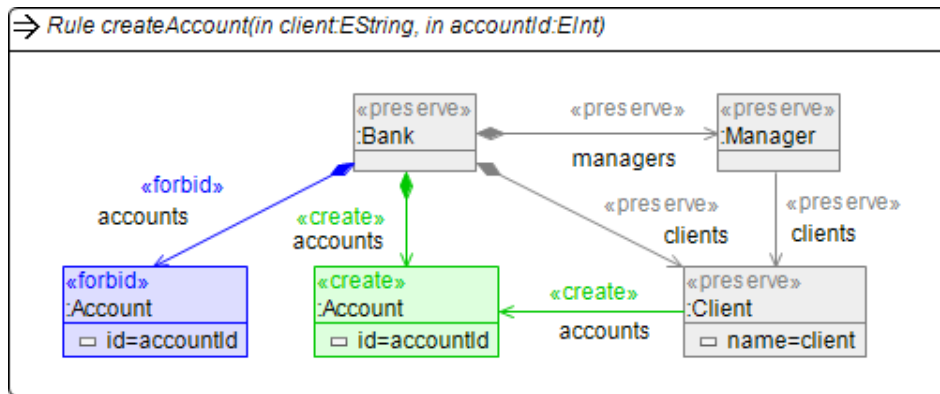 Rule createAccount(in client:EString, in accountId:EInt)
«preserve»
:Bank
«preserve»
managers
«preserve»
:Manager
«forbid»
accounts
«create»
accounts
«preserve»
clients
«preserve»
clients
«forbid»
:Account
id=accountId
«create»
:Account
id=accountId
«create»
accounts
«preserve»
:Client
name=client